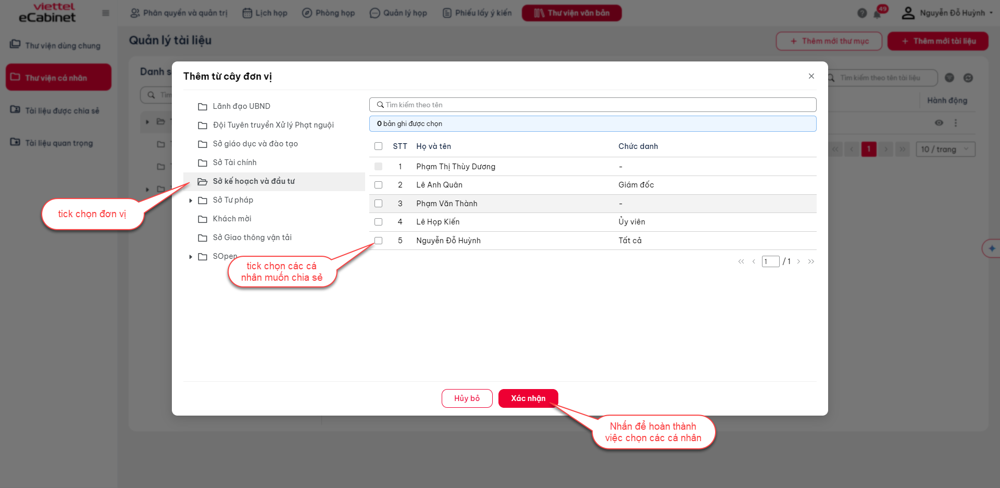 viettel
eCabinet
Phân quyền và quản trị
Lịch họp
Phòng họp
Quản lý họp
Phiếu lấy ý kiến
Thư viện văn bản
49
Nguyễn Đỗ Huỳnh
Thư viện dùng chung
Thư viện cá nhân
Tài liệu được chia sẻ
Tài liệu quan trọng
Quản lý tài liệu
+ Thêm mới thư mục
+ Thêm mới tài liệu
Danh s
Tìm
Tìm kiếm theo tên tài liệu
Hành động
<< < 1 > >>
10 / trang
Thêm từ cây đơn vị
Lãnh đạo UBND
Đội Tuyên truyền Xử lý Phạt nguội
Sở giáo dục và đào tạo
Sở Tài chính
Sở kế hoạch và đầu tư
Sở Tư pháp
Khách mời
Sở Giao thông vận tải
SOpen
Tìm kiếm theo tên
0 bản ghi được chọn
STT Họ và tên Chức danh
1 Phạm Thị Thùy Dương -
2 Lê Anh Quân Giám đốc
3 Phạm Văn Thành -
4 Lê Họp Kiến Ủy viên
5 Nguyễn Đỗ Huỳnh Tất cả
<< < 1 / 1 > >>
Hủy bỏ
Xác nhận
tick chọn đơn vị
tick chọn các cá
nhân muốn chia sẻ
Nhấn để hoàn thành
việc chọn các cá nhân